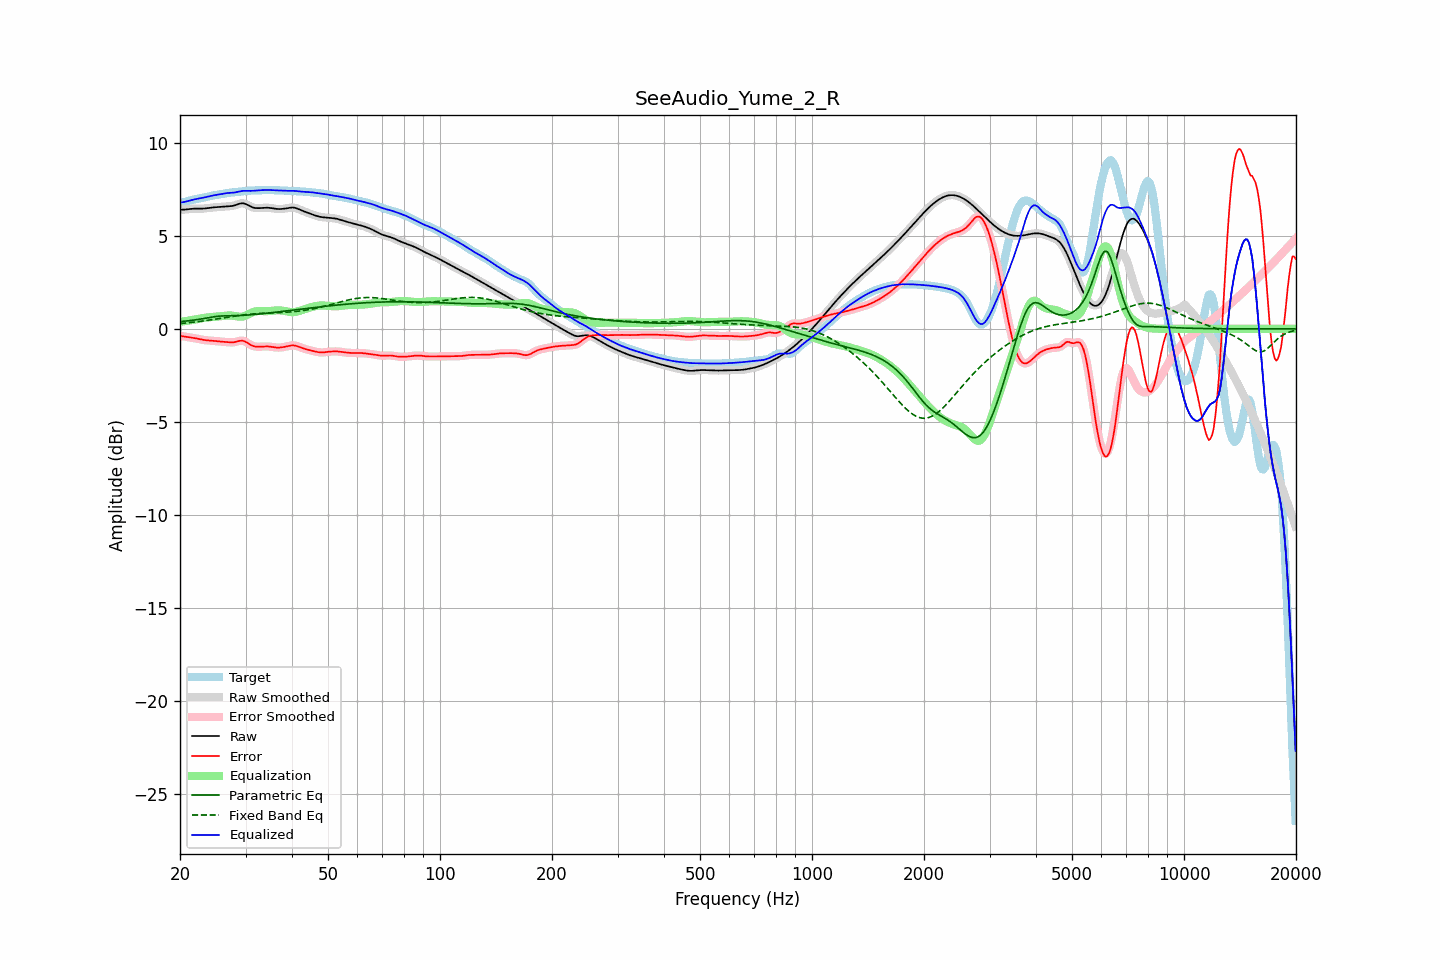 SeeAudio_Yume_2_R
10
5
0
−5
−10
−15
−20
−25
Amplitude (dBr)
Target
Raw Smoothed
Error Smoothed
Raw
Error
Equalization
Parametric Eq
Fixed Band Eq
Equalized
20 50 100 200 500 1000 2000 5000 10000 20000
Frequency (Hz)